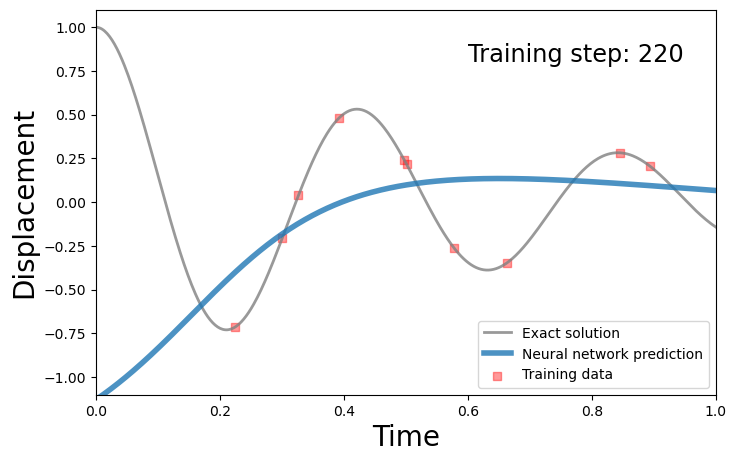 Training step: 220
Displacement
1.00
0.75
0.50
0.25
0.00
−0.25
−0.50
−0.75
−1.00
Exact solution
Neural network prediction
Training data
0.0 0.2 0.4 0.6 0.8 1.0
Time